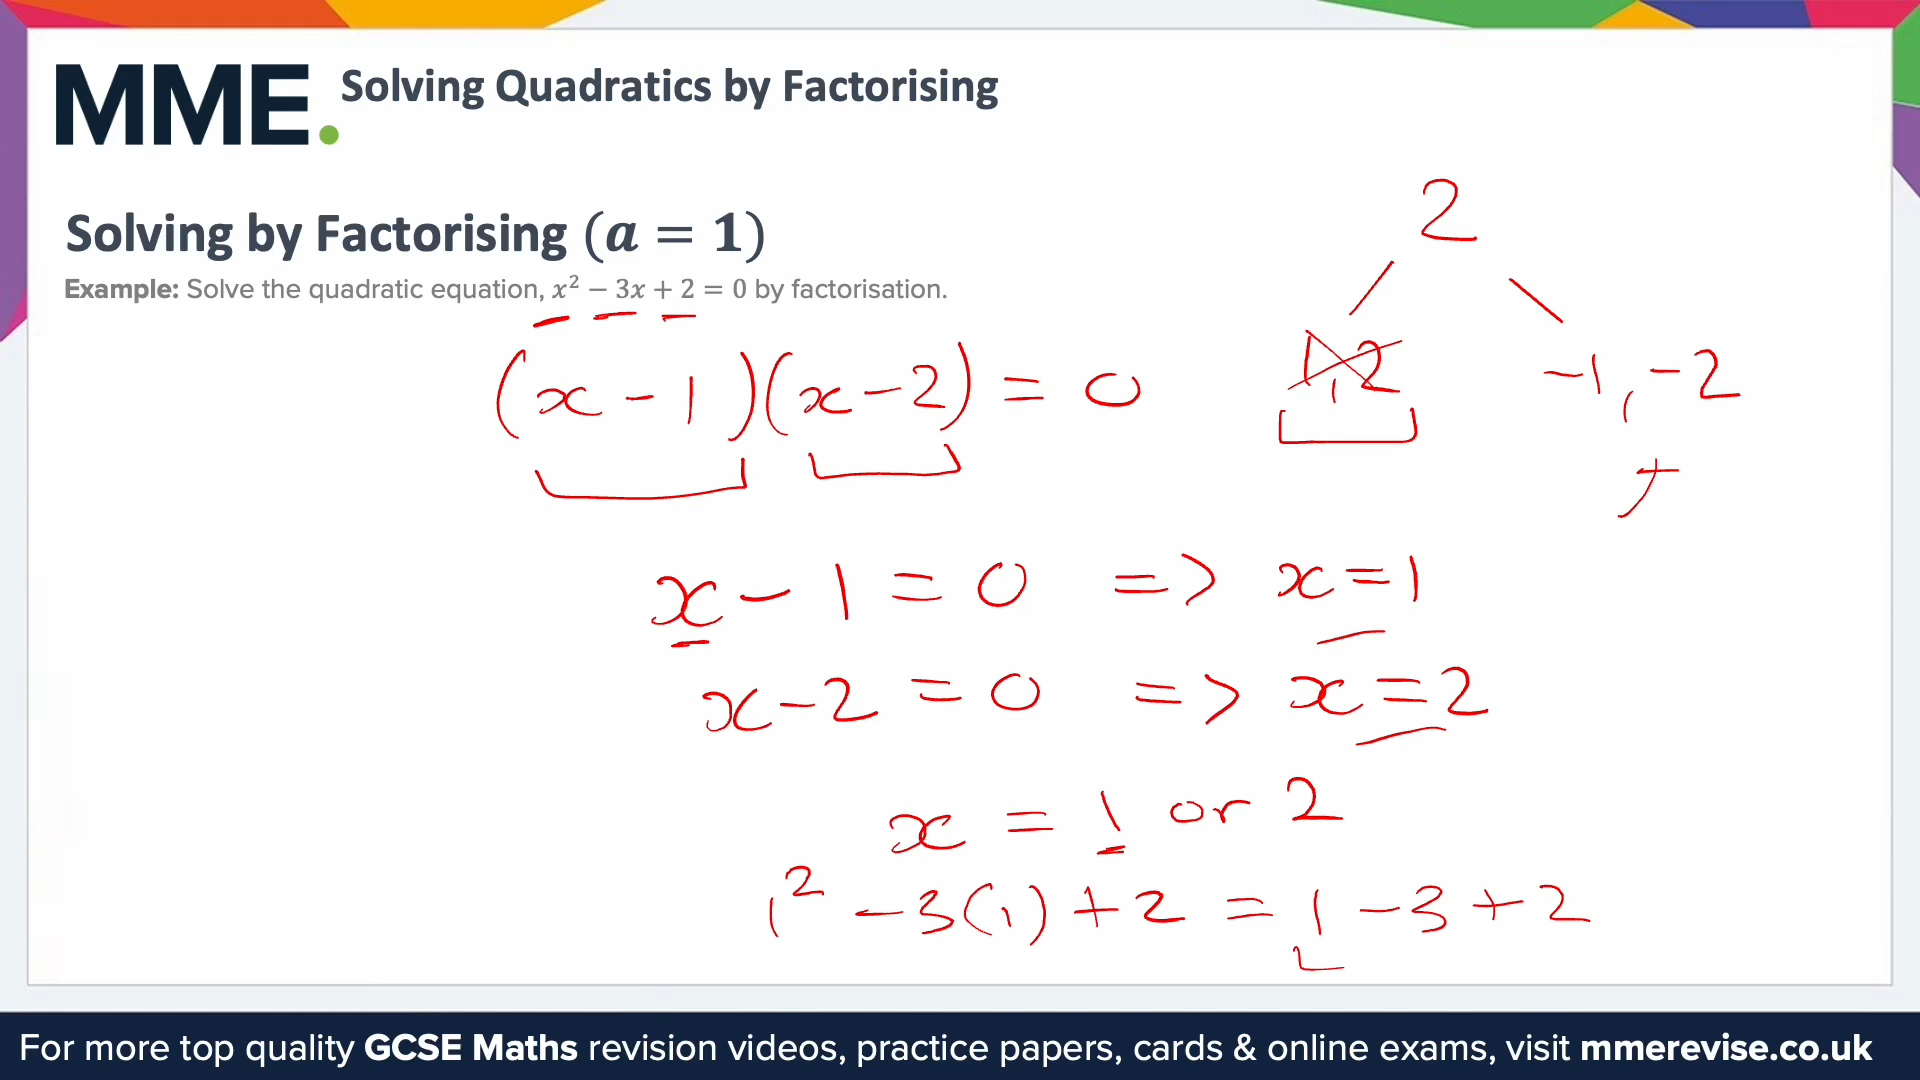 MME. Solving Quadratics by Factorising
Solving by Factorising (a = 1)
Example: Solve the quadratic equation, x² − 3x + 2 = 0 by factorisation.
2
(x − 1)(x − 2) = 0
1, 2
−1, −2
+
x − 1 = 0 => x = 1
x − 2 = 0 => x = 2
x = 1 or 2
1² − 3(1) + 2 = 1 − 3 + 2
For more top quality GCSE Maths revision videos, practice papers, cards & online exams, visit mmerevise.co.uk